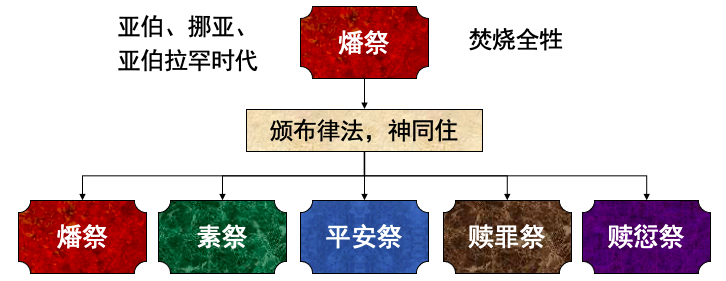 亚伯、挪亚、
亚伯拉罕时代
燔祭
焚烧全牲
颁布律法，神同住
燔祭
素祭
平安祭
赎罪祭
赎愆祭